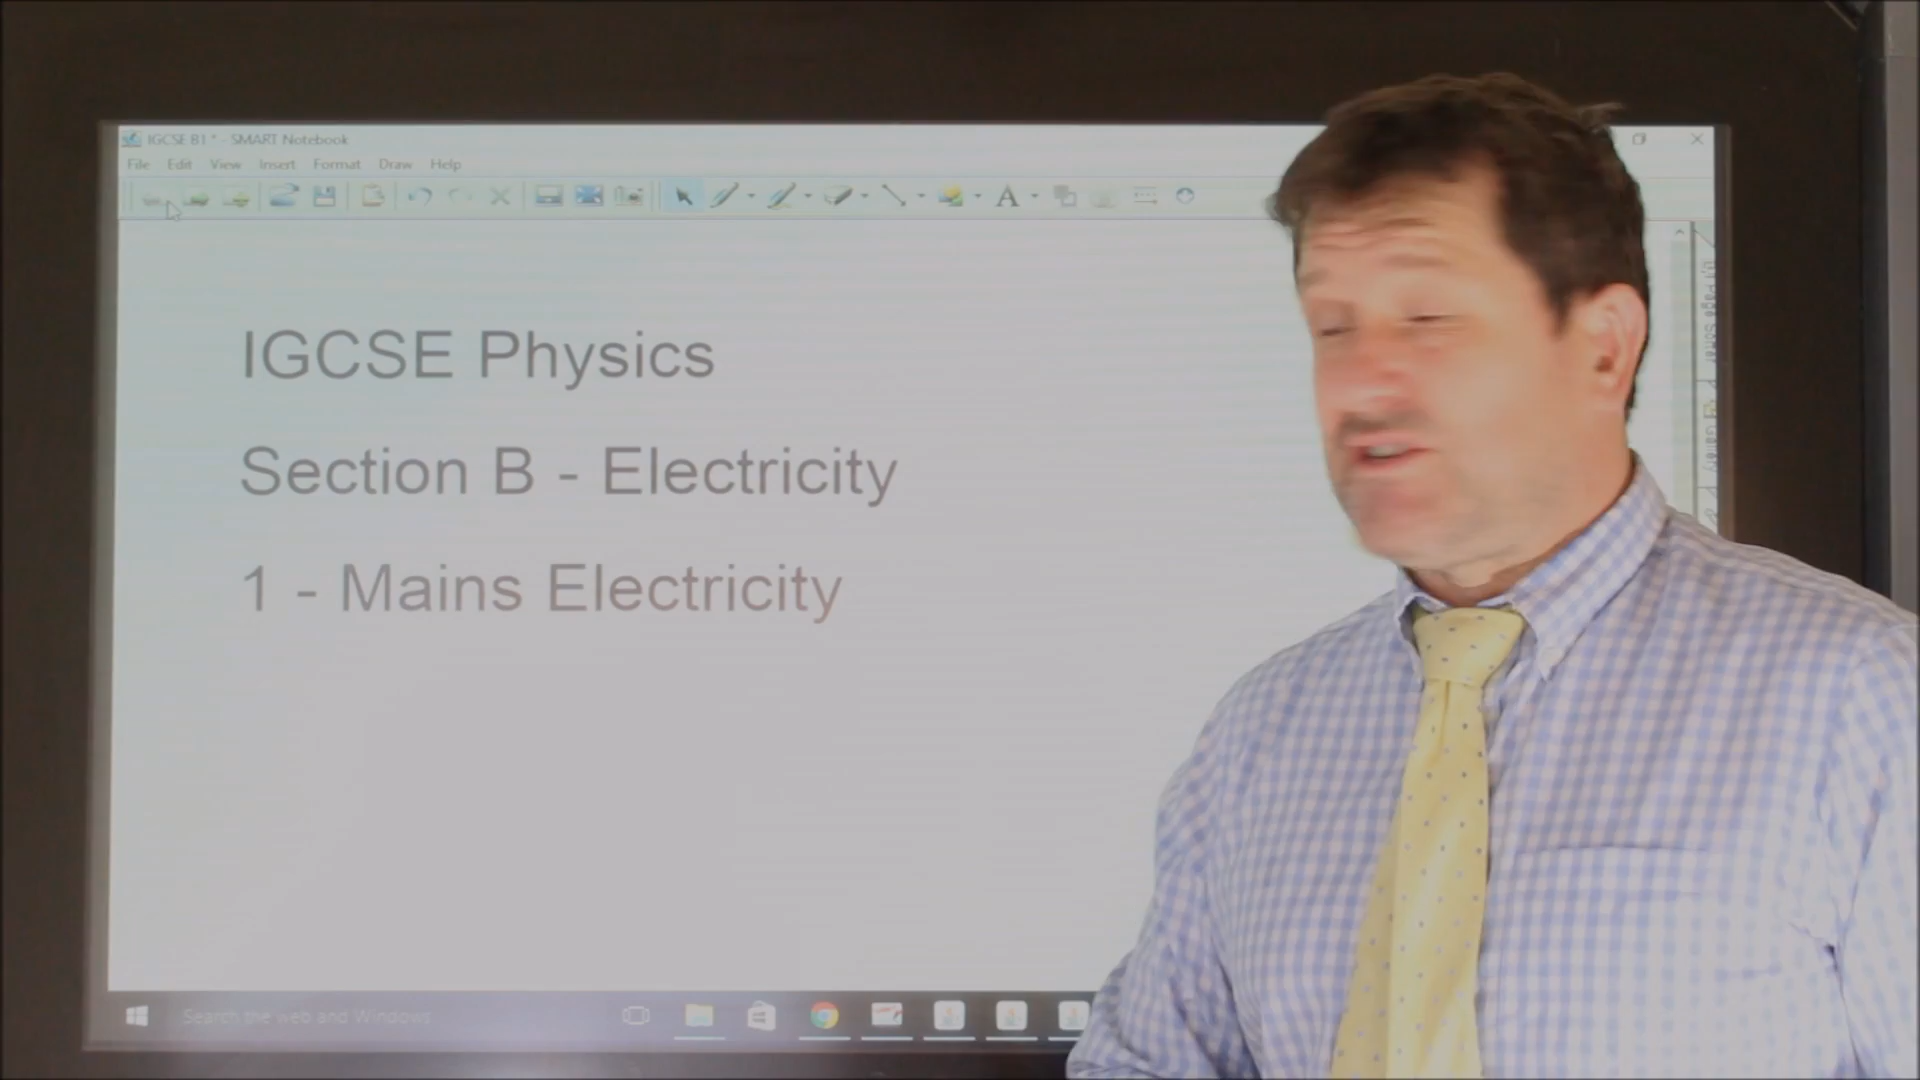 IGCSE B1 * - SMART Notebook
File Edit View Insert Format Draw Help
A
IGCSE Physics
Section B - Electricity
1 - Mains Electricity
Search the web and Windows